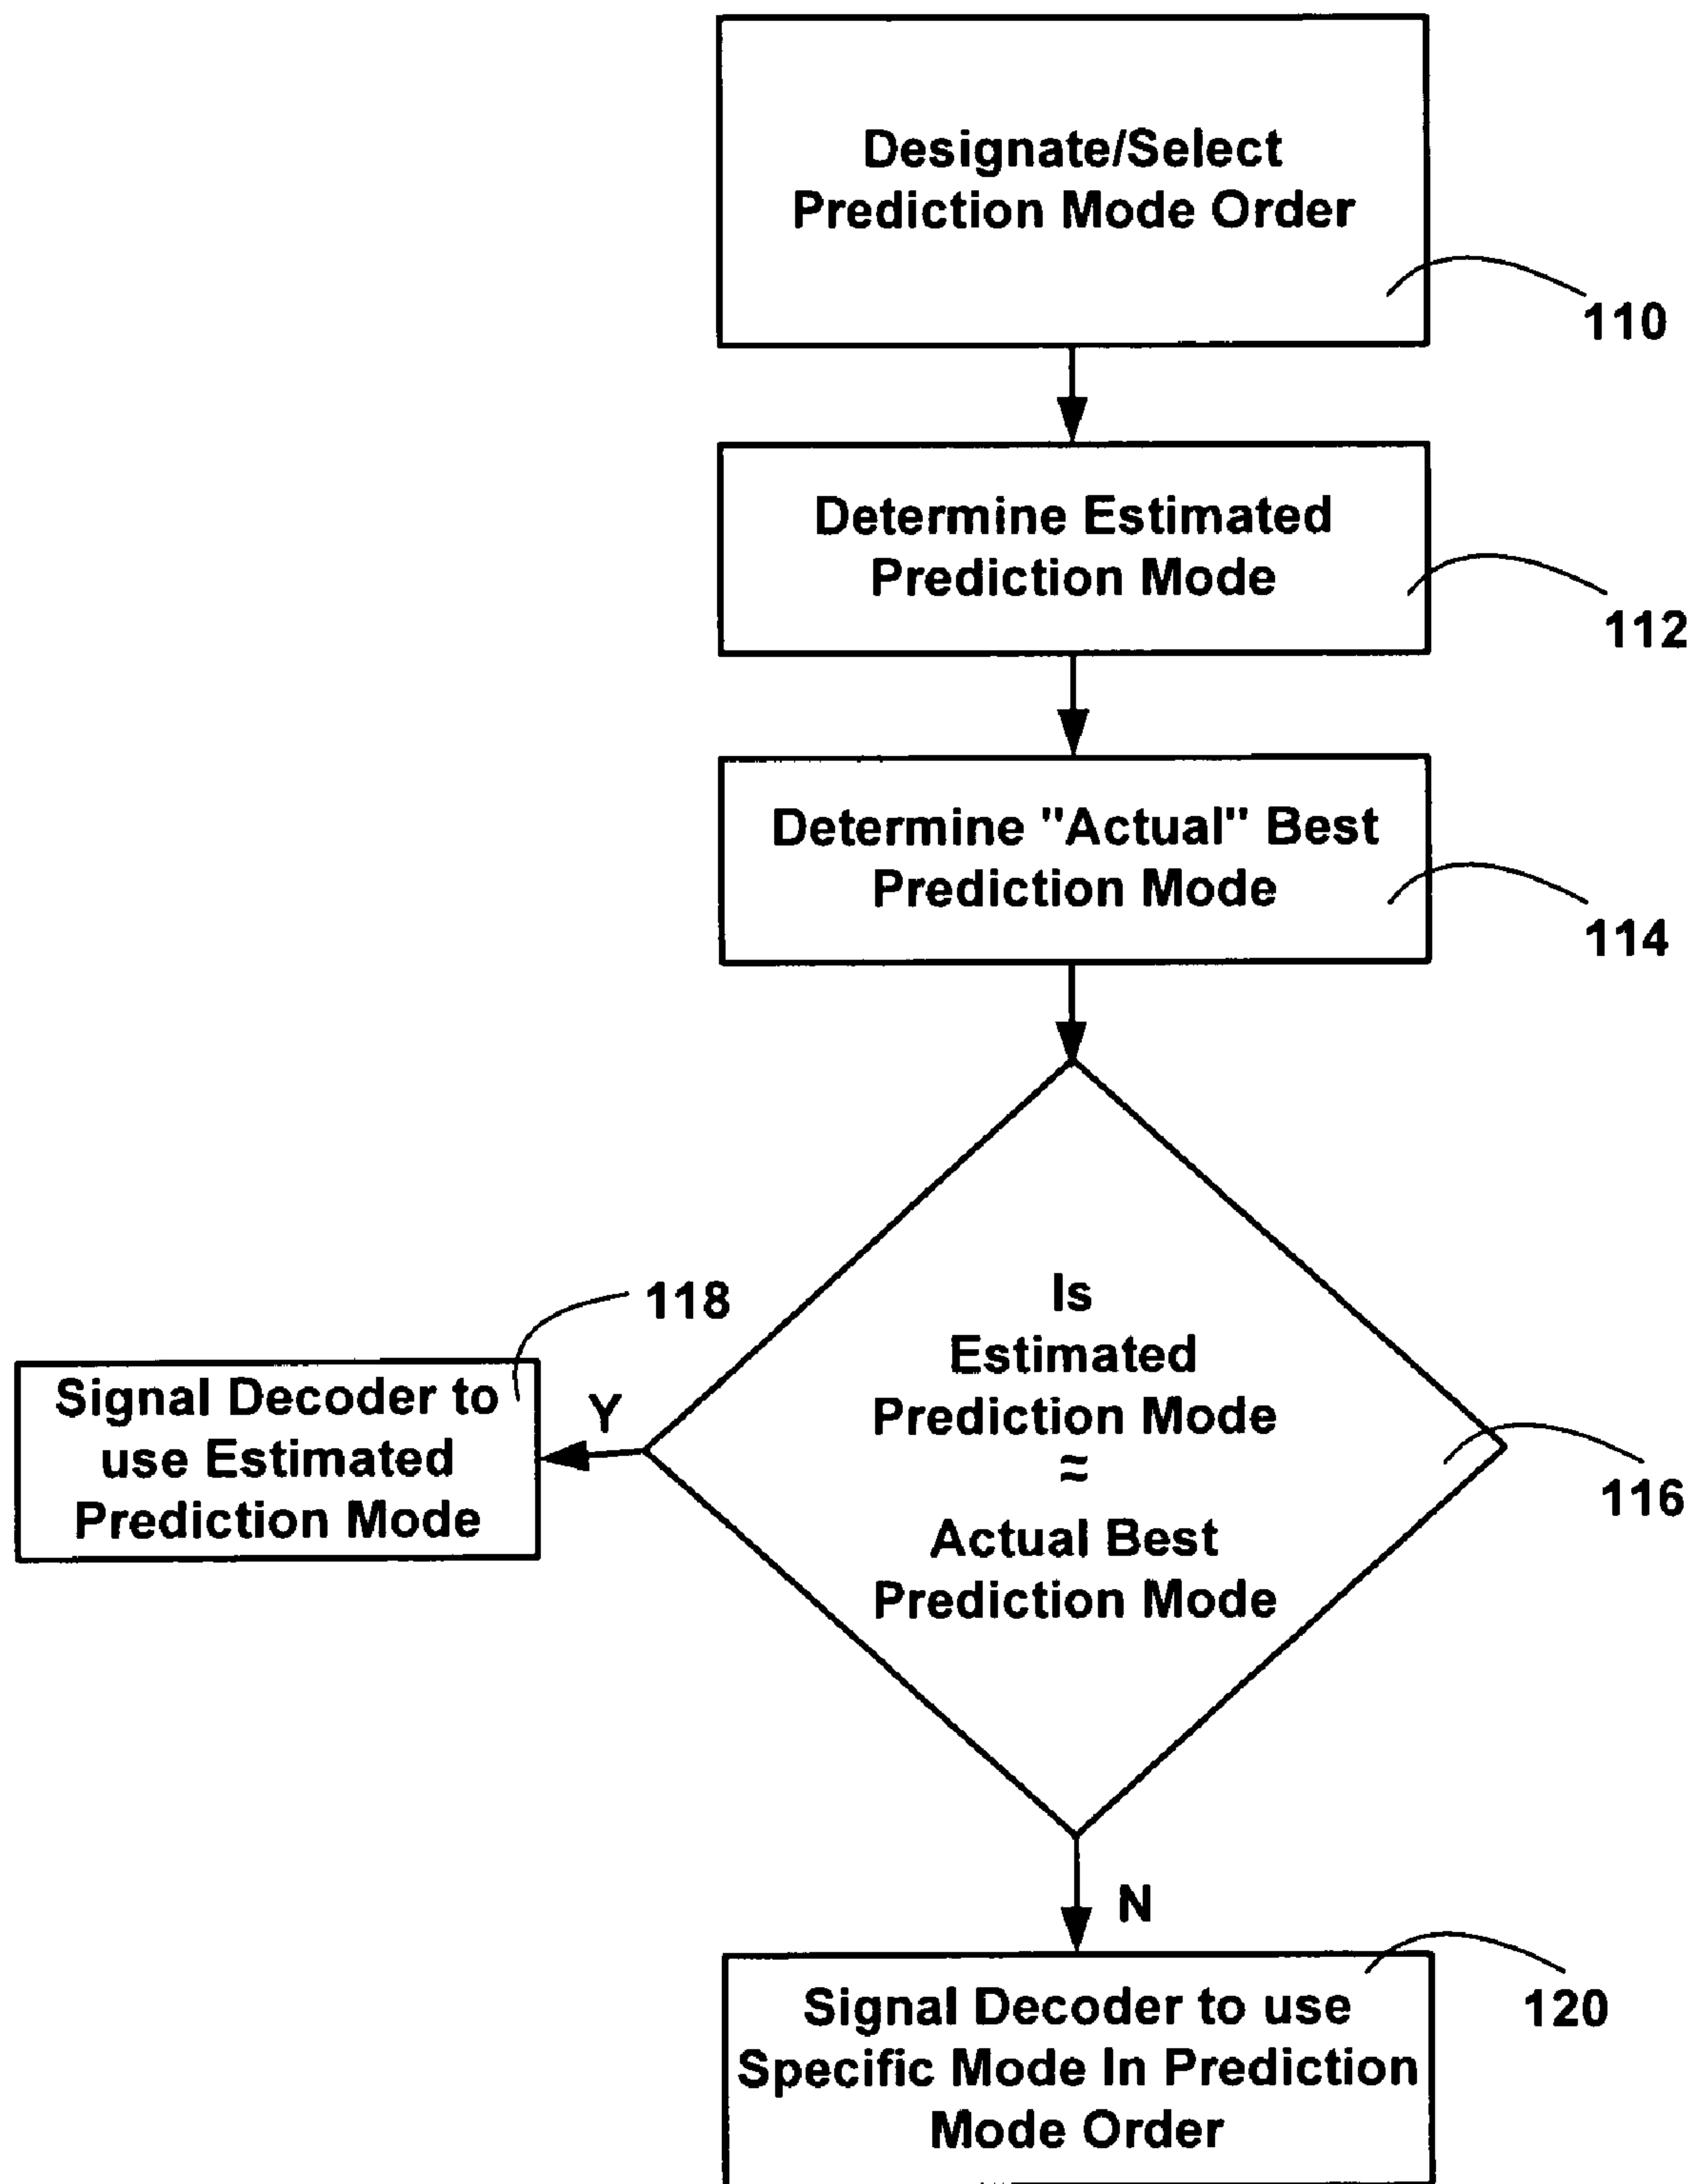 Designate/Select
Prediction Mode Order
110
Determine Estimated
Prediction Mode
112
Determine "Actual" Best
Prediction Mode
114
Is
Estimated
Prediction Mode
≈
Actual Best
Prediction Mode
116
118
Signal Decoder to
use Estimated
Prediction Mode
Y
N
Signal Decoder to use
Specific Mode In Prediction
Mode Order
120